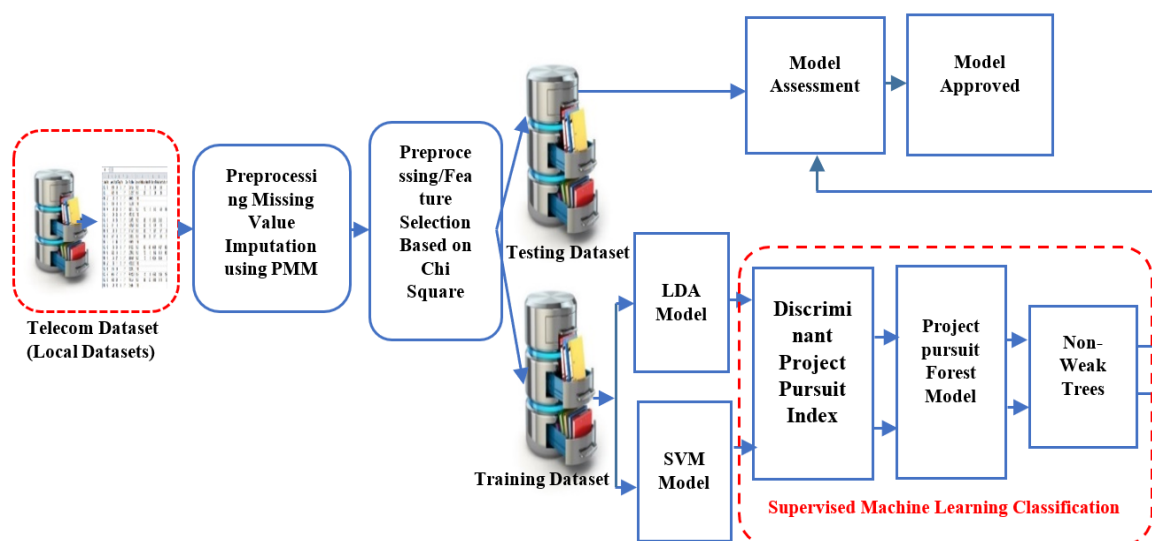 Telecom Dataset
(Local Datasets)
Preprocessi
ng Missing
Value
Imputation
using PMM
Preproce
ssing/Fea
ture
Selection
Based on
Chi
Square
Testing Dataset
Training Dataset
Model
Assessment
Model
Approved
LDA
Model
SVM
Model
Discrimi
nant
Project
Pursuit
Index
Project
pursuit
Forest
Model
Non-
Weak
Trees
Supervised Machine Learning Classification